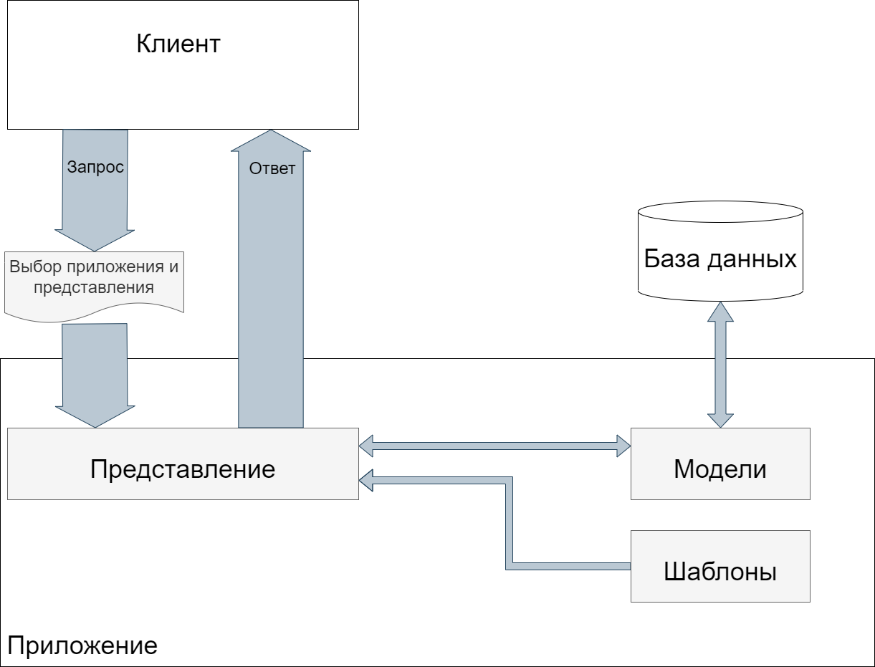 Клиент
Запрос
Ответ
Выбор приложения и
представления
База данных
Представление
Модели
Шаблоны
Приложение